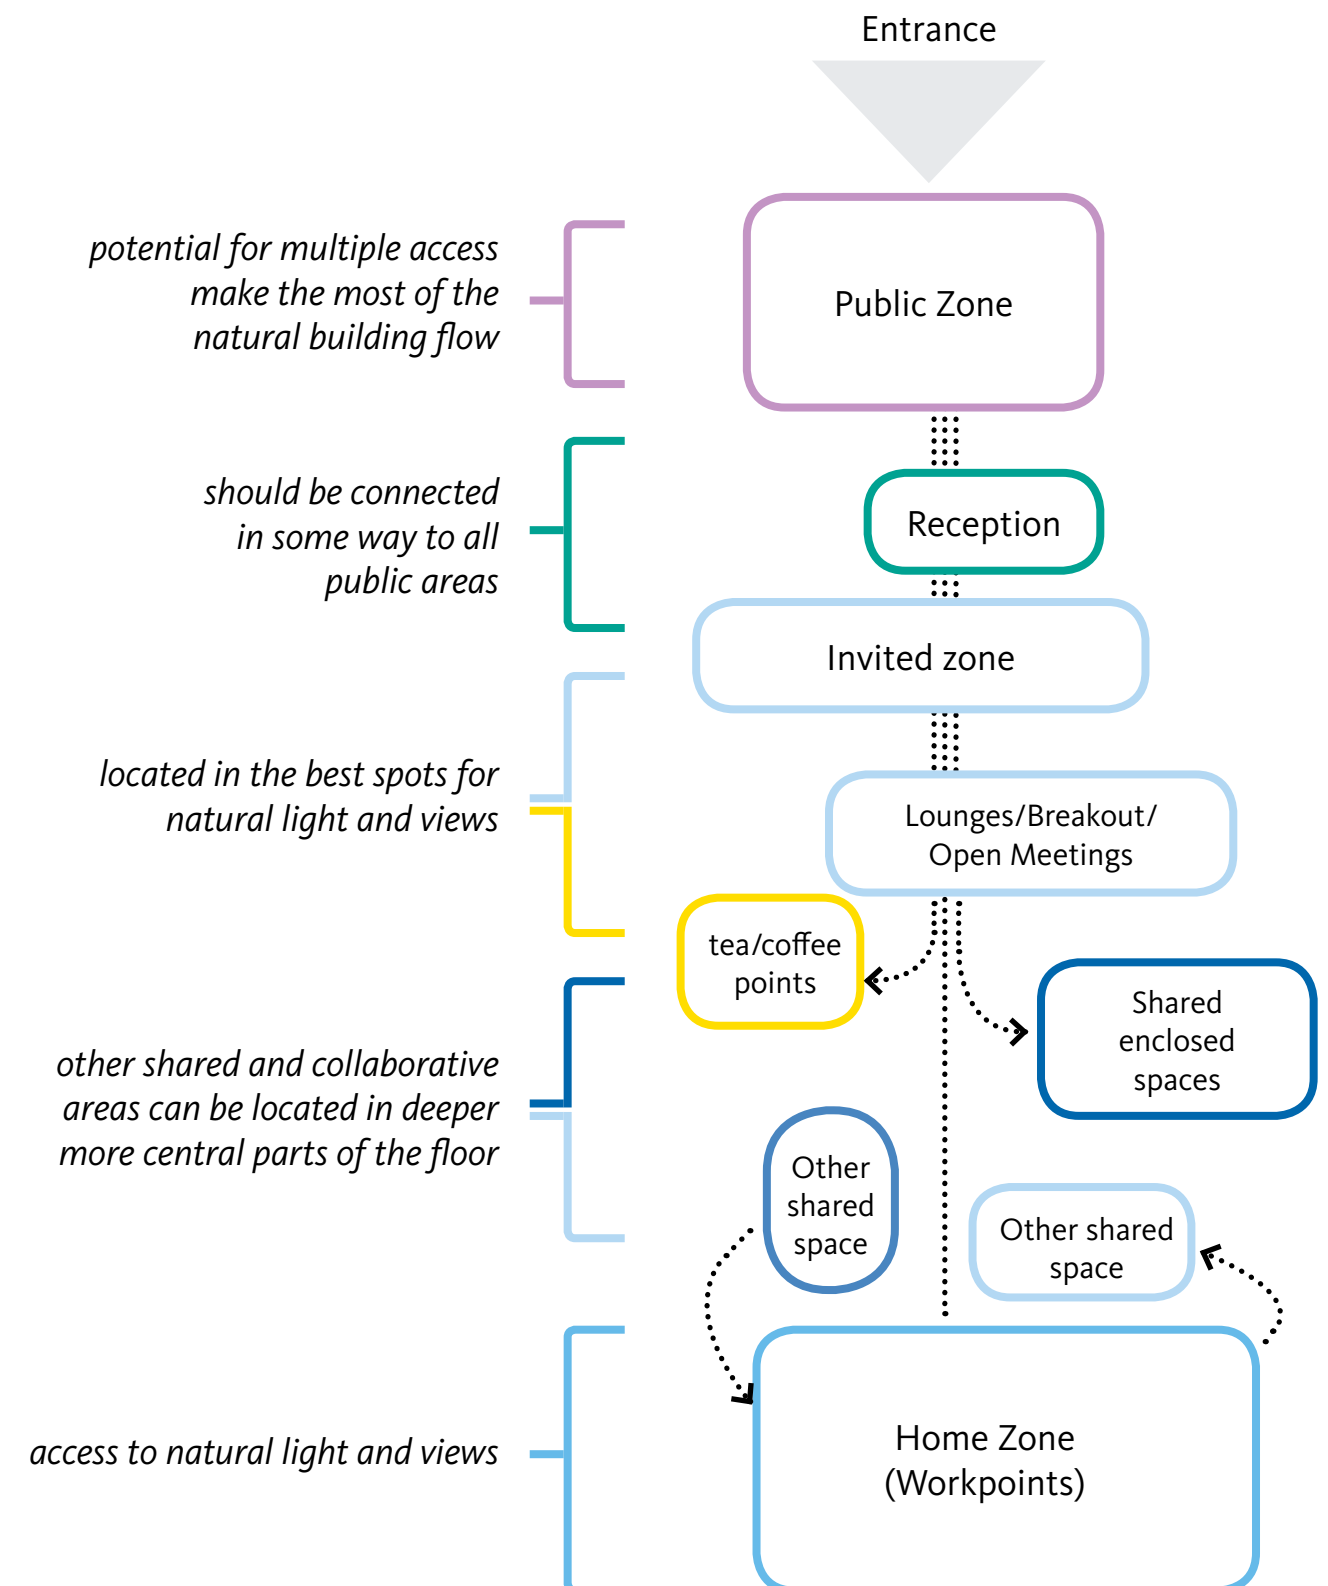 Entrance
potential for multiple access
make the most of the
natural building flow
Public Zone
should be connected
in some way to all
public areas
Reception
Invited zone
located in the best spots for
natural light and views
Lounges/Breakout/
Open Meetings
tea/coffee
points
Shared
enclosed
spaces
other shared and collaborative
areas can be located in deeper
more central parts of the floor
Other
shared
space
Other shared
space
access to natural light and views
Home Zone
(Workpoints)